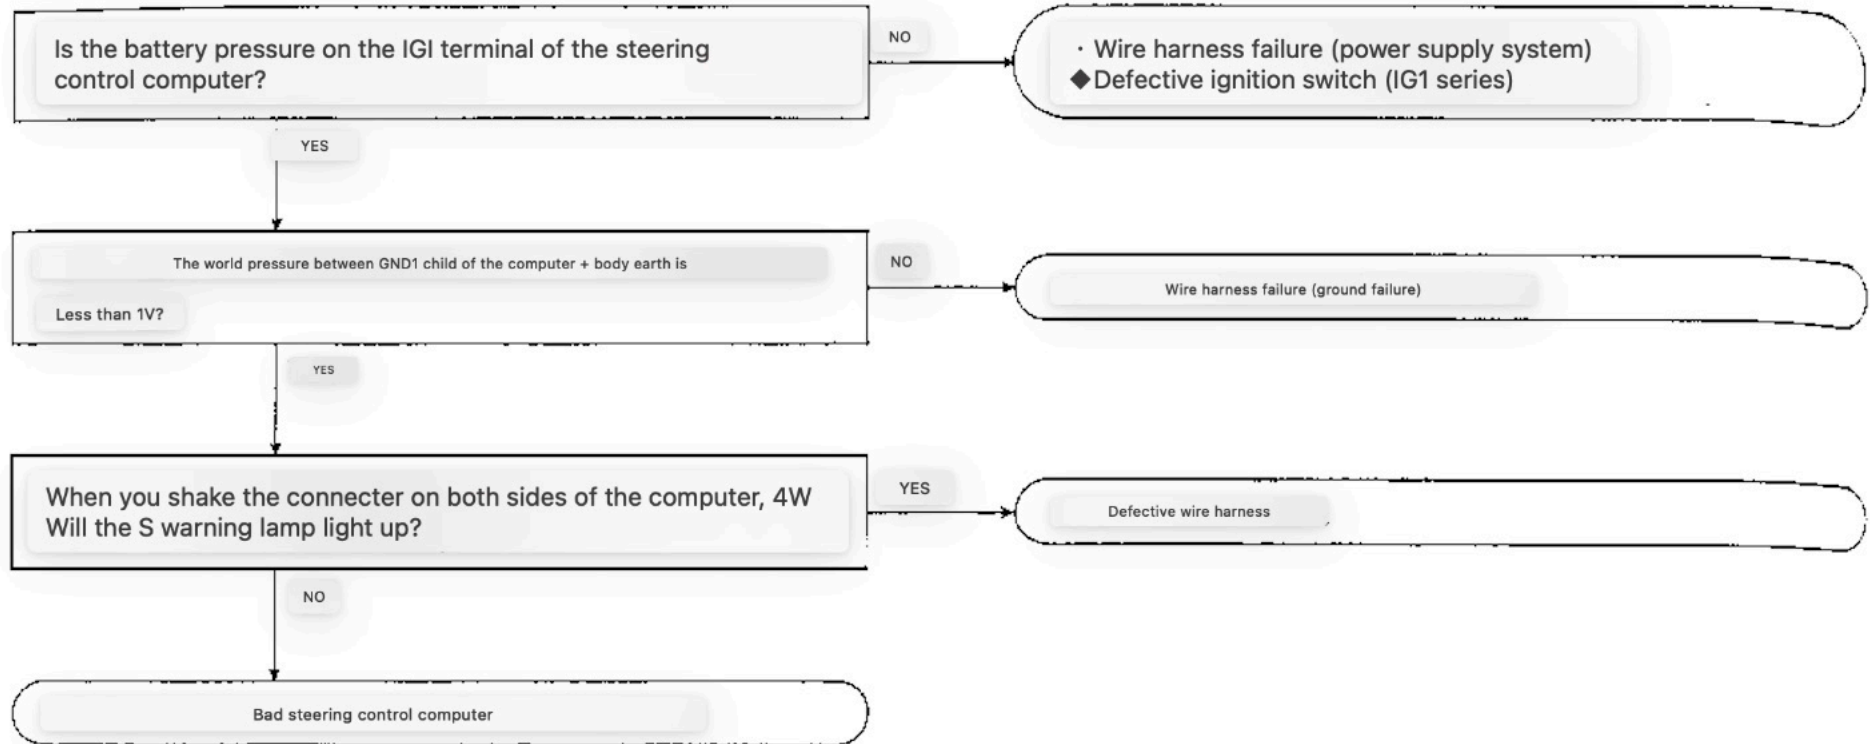 Is the battery pressure on the IGI terminal of the steering
control computer?
NO
· Wire harness failure (power supply system)
◆Defective ignition switch (IG1 series)
YES
The world pressure between GND1 child of the computer + body earth is
Less than 1V?
NO
Wire harness failure (ground failure)
YES
When you shake the connecter on both sides of the computer, 4W
Will the S warning lamp light up?
YES
Defective wire harness
NO
Bad steering control computer